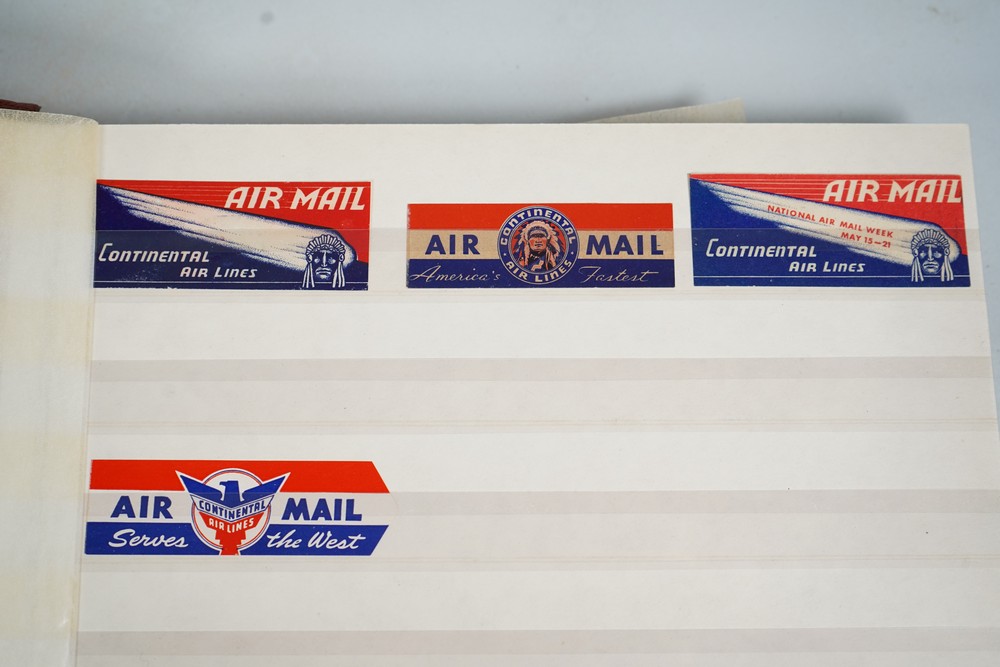 AIR MAIL
CONTINENTAL
AIR LINES
AIR MAIL
CONTINENTAL
AIR LINES
America's Fastest
AIR MAIL
NATIONAL AIR MAIL WEEK
MAY 15-21
CONTINENTAL
AIR LINES
AIR MAIL
CONTINENTAL
AIR LINES
Serves the West